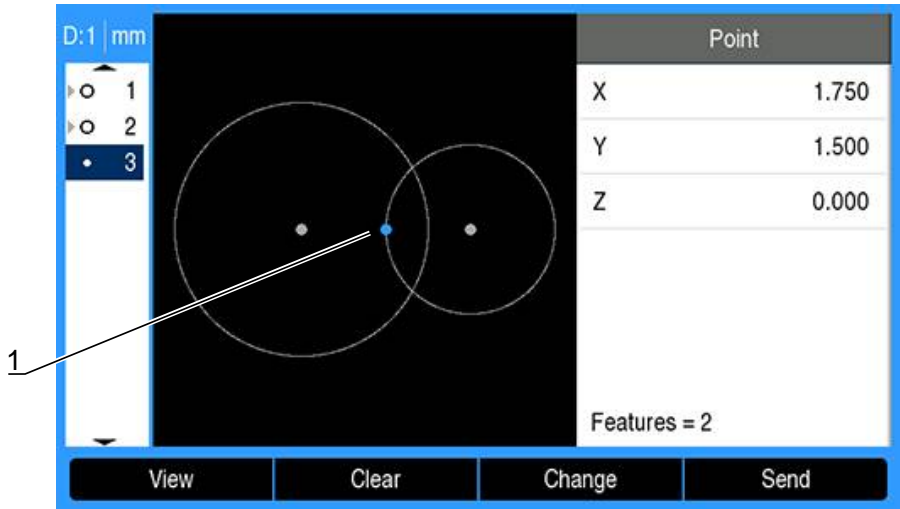 D:1 mm
Point
1
2
3
X 1.750
Y 1.500
Z 0.000
1
Features = 2
View Clear Change Send